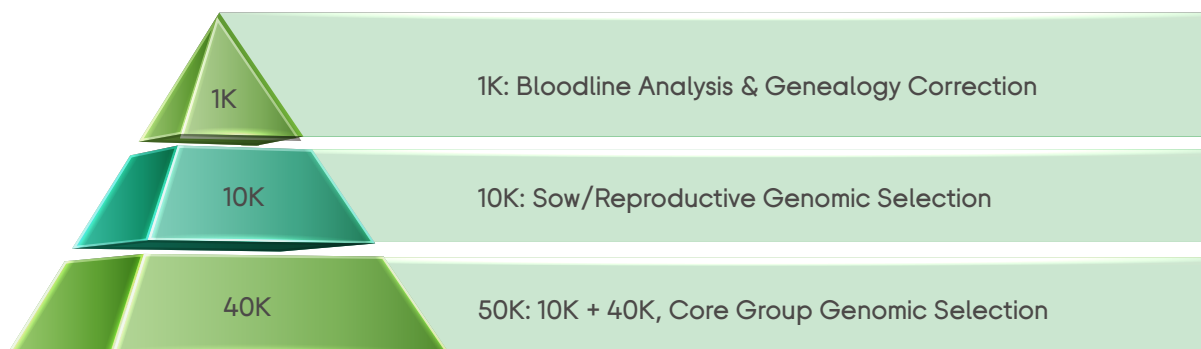 1K
1K: Bloodline Analysis & Genealogy Correction
10K
10K: Sow/Reproductive Genomic Selection
40K
50K: 10K + 40K, Core Group Genomic Selection